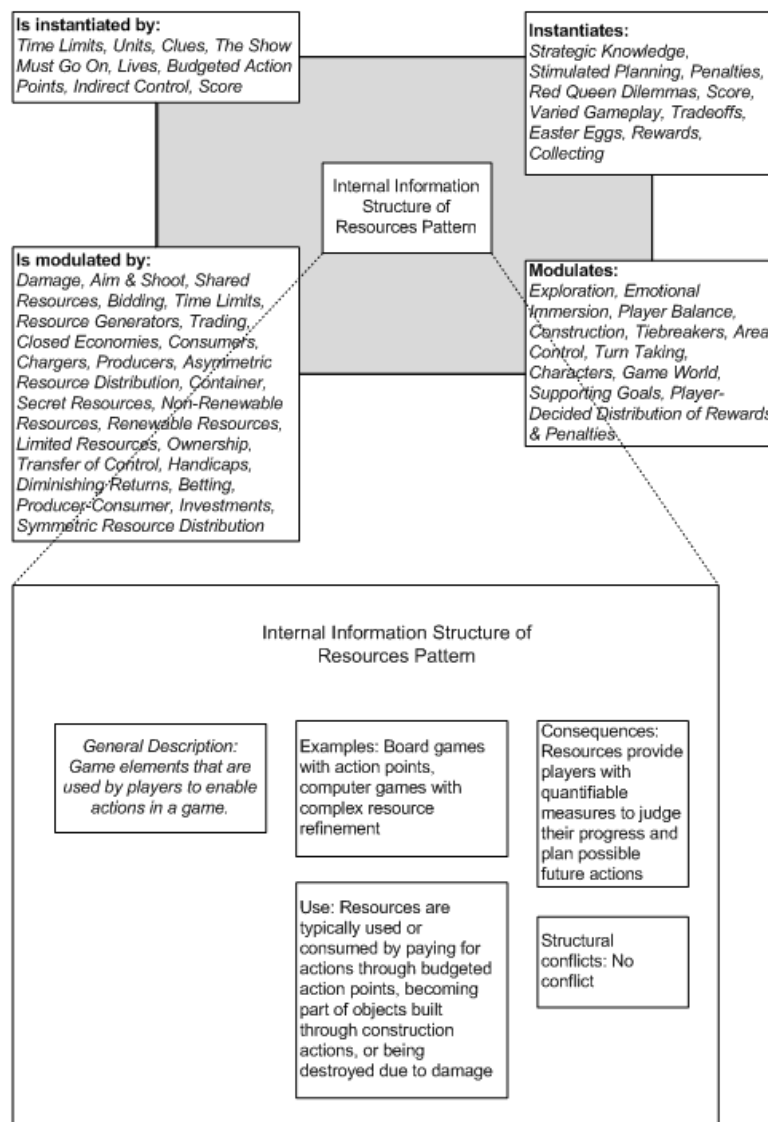 Is instantiated by:
Time Limits, Units, Clues, The Show
Must Go On, Lives, Budgeted Action
Points, Indirect Control, Score
Instantiates:
Strategic Knowledge,
Stimulated Planning, Penalties,
Red Queen Dilemmas, Score,
Varied Gameplay, Tradeoffs,
Easter Eggs, Rewards,
Collecting
Internal Information
Structure of
Resources Pattern
Is modulated by:
Damage, Aim & Shoot, Shared
Resources, Bidding, Time Limits,
Resource Generators, Trading,
Closed Economies, Consumers,
Chargers, Producers, Asymmetric
Resource Distribution, Container,
Secret Resources, Non-Renewable
Resources, Renewable Resources,
Limited Resources, Ownership,
Transfer of Control, Handicaps,
Diminishing Returns, Betting,
Producer-Consumer, Investments,
Symmetric Resource Distribution
Modulates:
Exploration, Emotional
Immersion, Player Balance,
Construction, Tiebreakers, Area
Control, Turn Taking,
Characters, Game World,
Supporting Goals, Player-
Decided Distribution of Rewards
& Penalties
Internal Information Structure of
Resources Pattern
General Description:
Game elements that are
used by players to enable
actions in a game.
Examples: Board games
with action points,
computer games with
complex resource
refinement
Consequences:
Resources provide
players with
quantifiable
measures to judge
their progress and
plan possible
future actions
Use: Resources are
typically used or
consumed by paying for
actions through budgeted
action points, becoming
part of objects built
through construction
actions, or being
destroyed due to damage
Structural
conflicts: No
conflict